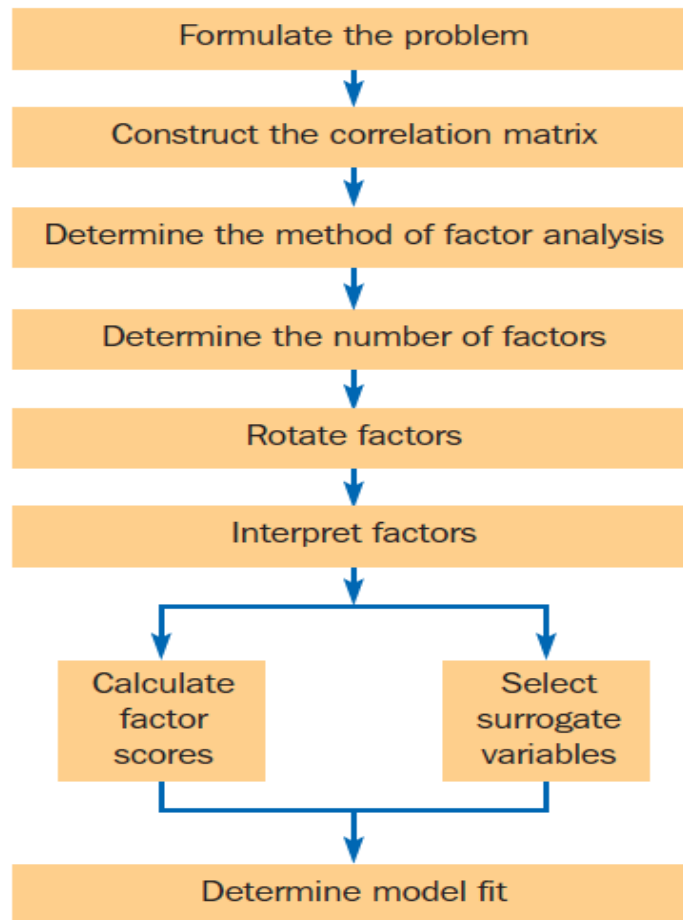 Formulate the problem
Construct the correlation matrix
Determine the method of factor analysis
Determine the number of factors
Rotate factors
Interpret factors
Calculate
factor
scores
Select
surrogate
variables
Determine model fit